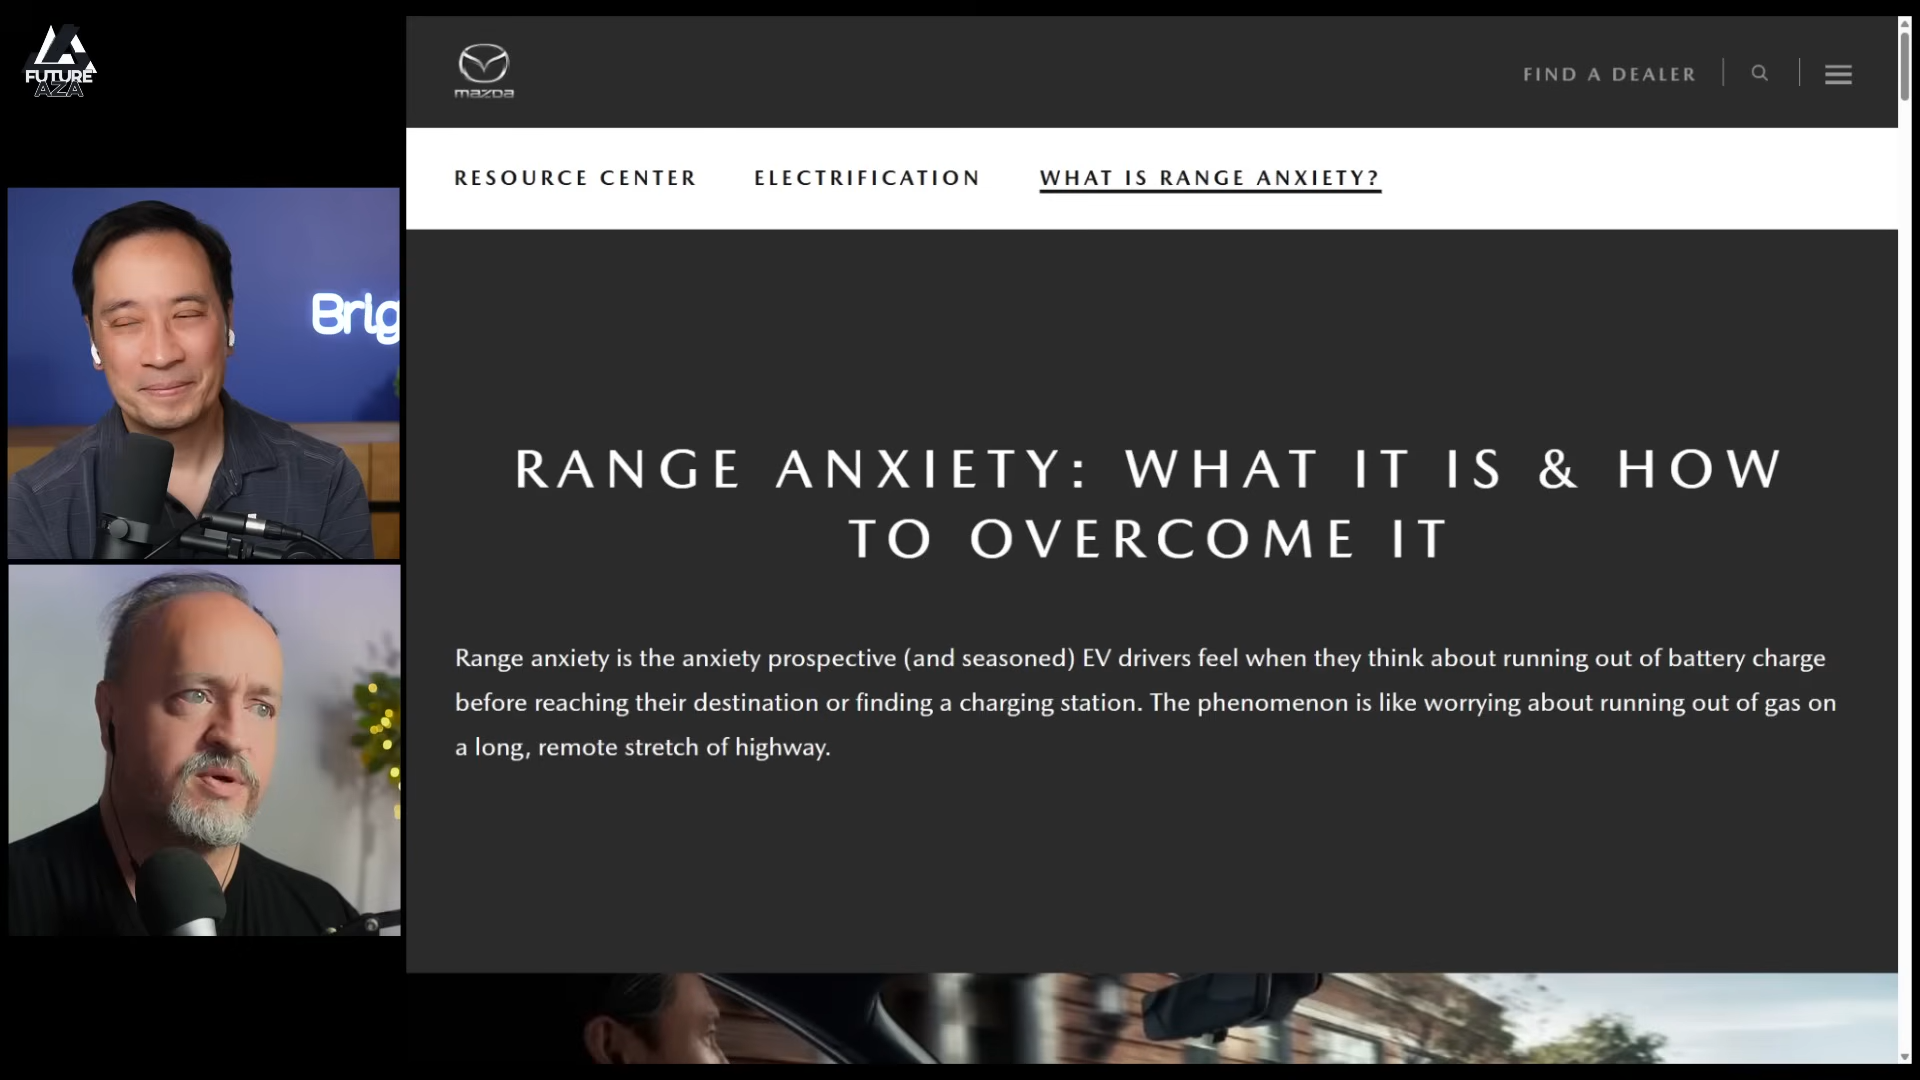 FUTURE
AZA
mazda
FIND A DEALER
RESOURCE CENTER
ELECTRIFICATION
WHAT IS RANGE ANXIETY?
Brig
RANGE ANXIETY: WHAT IT IS & HOW
TO OVERCOME IT
Range anxiety is the anxiety prospective (and seasoned) EV drivers feel when they think about running out of battery charge
before reaching their destination or finding a charging station. The phenomenon is like worrying about running out of gas on
a long, remote stretch of highway.